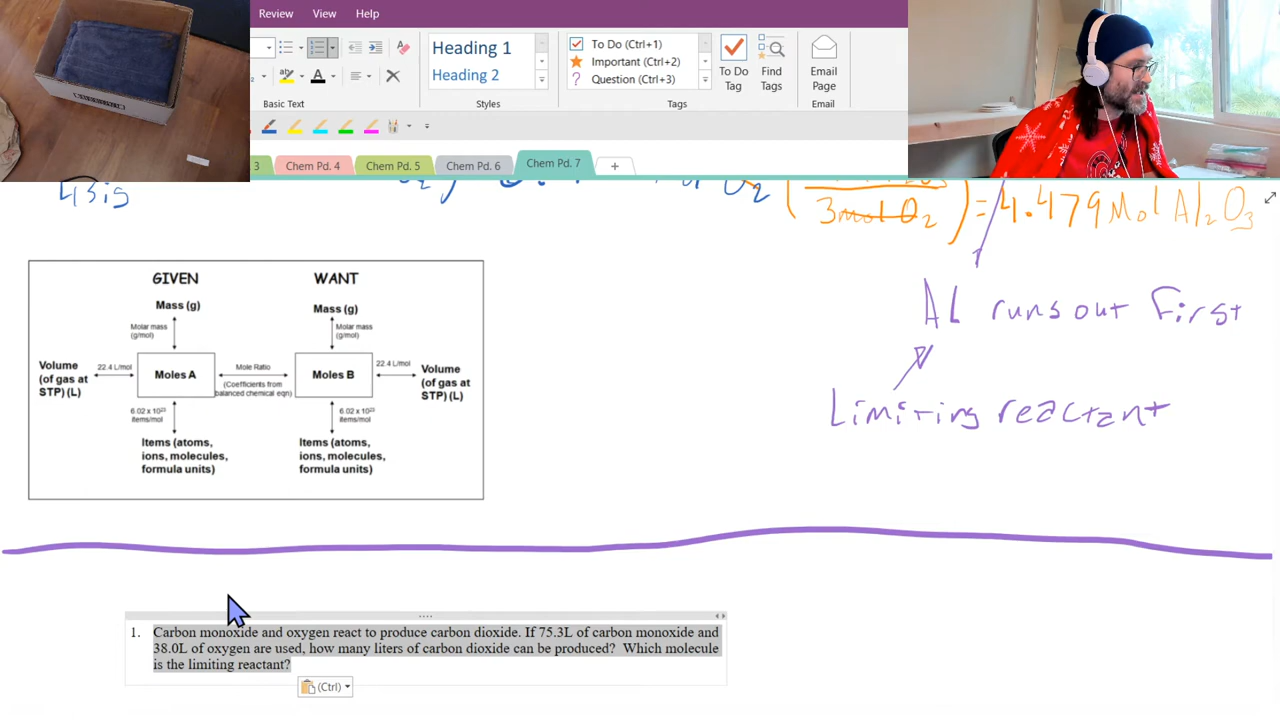 Review View Help
Heading 1
Heading 2
Basic Text
Styles
To Do (Ctrl+1)
Important (Ctrl+2)
Question (Ctrl+3)
To Do Tag
Find Tags
Tags
Email Page
Email
3 Chem Pd. 4 Chem Pd. 5 Chem Pd. 6 Chem Pd. 7 +
4 sig
3 mol O2
=4.479 Mol Al2O3
AL runs out First
Limiting reactant
GIVEN WANT
Mass (g) Mass (g)
Molar mass (g/mol) Molar mass (g/mol)
Volume (of gas at STP) (L)
22.4 L/mol
Moles A
Mole Ratio
(Coefficients from balanced chemical eqn)
Moles B
22.4 L/mol
Volume (of gas at STP) (L)
6.02 x 10²³ items/mol 6.02 x 10²³ items/mol
Items (atoms, Items (atoms,
ions, molecules, ions, molecules,
formula units) formula units)
1. Carbon monoxide and oxygen react to produce carbon dioxide. If 75.3L of carbon monoxide and
38.0L of oxygen are used, how many liters of carbon dioxide can be produced? Which molecule
is the limiting reactant?
(Ctrl)